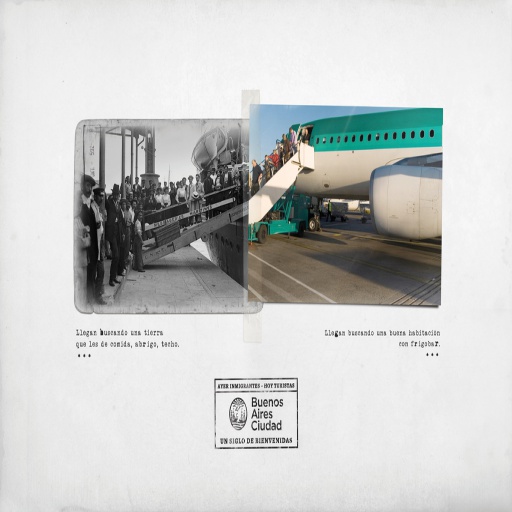 Llegan buscando una tierra
que les de comida, abrigo, techo.
Llegan buscando una buena habitación
con frigobar.
AYER INMIGRANTES - HOY TURISTAS
Buenos
Aires
Ciudad
UN SIGLO DE BIENVENIDAS